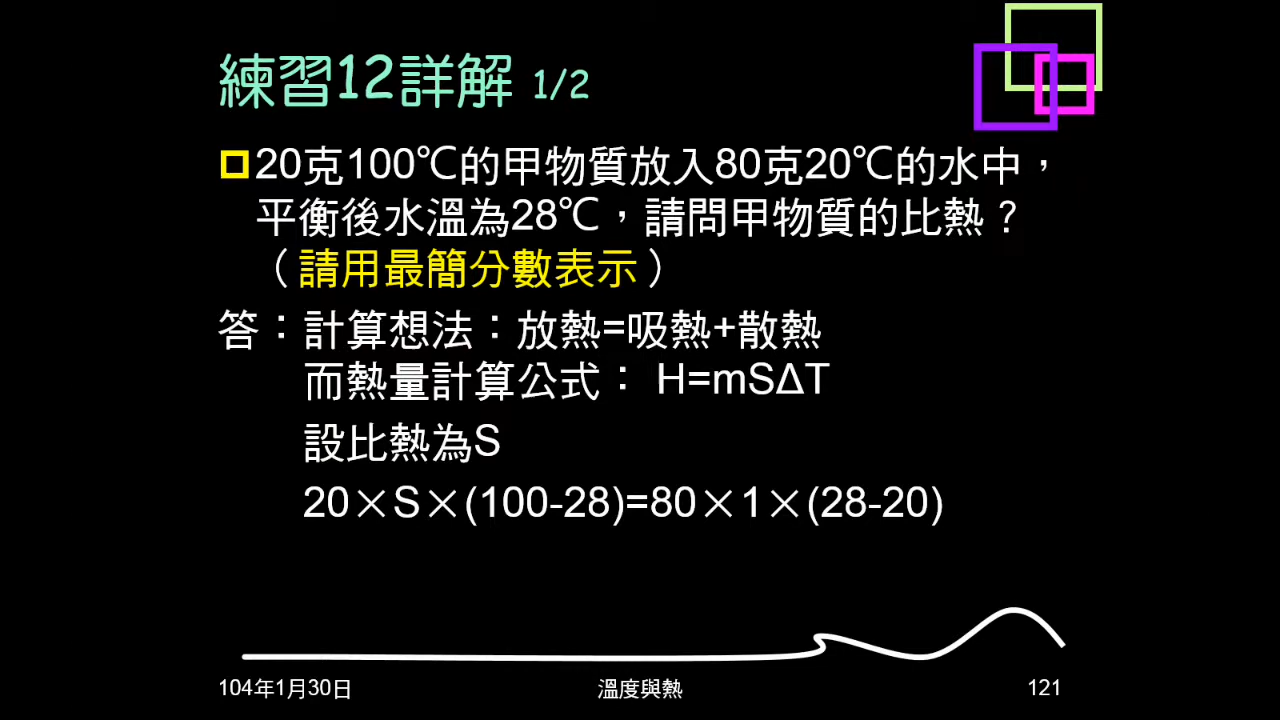 練習12詳解 1/2
20克100℃的甲物質放入80克20℃的水中，
平衡後水溫為28℃，請問甲物質的比熱？
（請用最簡分數表示）
答：計算想法：放熱=吸熱+散熱
而熱量計算公式： H=mSΔT
設比熱為S
20×S×(100-28)=80×1×(28-20)
104年1月30日
溫度與熱
121